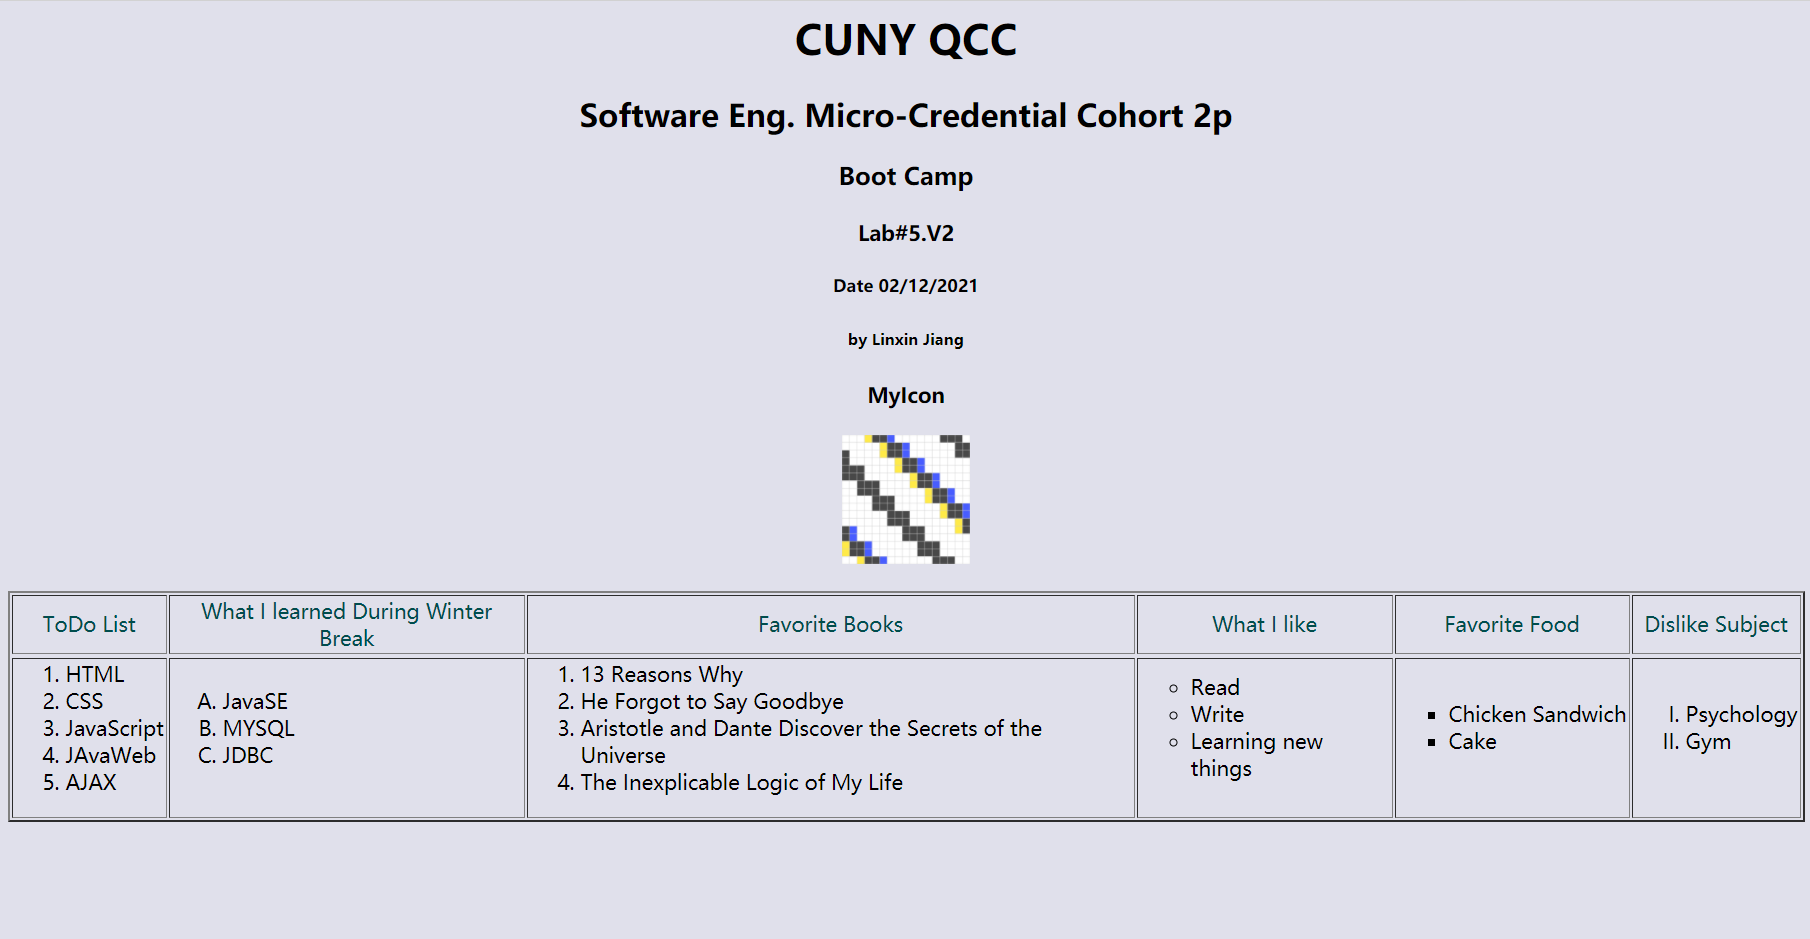 CUNY QCC
Software Eng. Micro-Credential Cohort 2p
Boot Camp
Lab#5.V2
Date 02/12/2021
by Linxin Jiang
MyIcon
ToDo List
What I learned During Winter
Break
Favorite Books
What I like
Favorite Food
Dislike Subject
1. HTML
2. CSS
3. JavaScript
4. JAvaWeb
5. AJAX
A. JavaSE
B. MYSQL
C. JDBC
1. 13 Reasons Why
2. He Forgot to Say Goodbye
3. Aristotle and Dante Discover the Secrets of the
Universe
4. The Inexplicable Logic of My Life
Read
Write
Learning new
things
Chicken Sandwich
Cake
I. Psychology
II. Gym